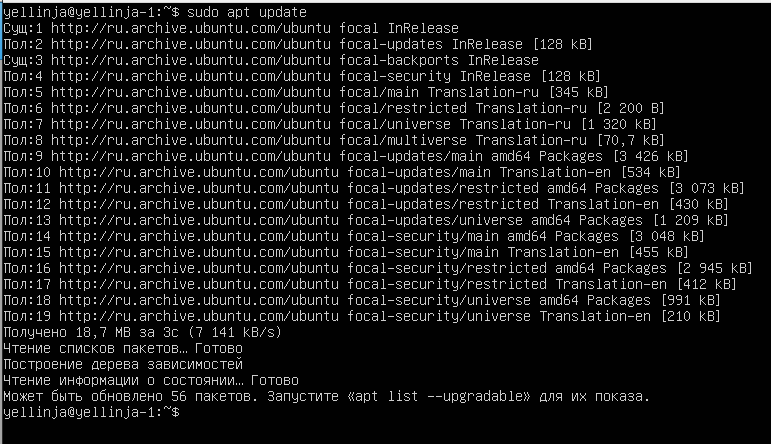 yellinja@yellinja-1:~$ sudo apt update
Сущ:1 http://ru.archive.ubuntu.com/ubuntu focal InRelease
Пол:2 http://ru.archive.ubuntu.com/ubuntu focal-updates InRelease [128 kB]
Сущ:3 http://ru.archive.ubuntu.com/ubuntu focal-backports InRelease
Пол:4 http://ru.archive.ubuntu.com/ubuntu focal-security InRelease [128 kB]
Пол:5 http://ru.archive.ubuntu.com/ubuntu focal/main Translation-ru [345 kB]
Пол:6 http://ru.archive.ubuntu.com/ubuntu focal/restricted Translation-ru [2 200 B]
Пол:7 http://ru.archive.ubuntu.com/ubuntu focal/universe Translation-ru [1 320 kB]
Пол:8 http://ru.archive.ubuntu.com/ubuntu focal/multiverse Translation-ru [70,7 kB]
Пол:9 http://ru.archive.ubuntu.com/ubuntu focal-updates/main amd64 Packages [3 426 kB]
Пол:10 http://ru.archive.ubuntu.com/ubuntu focal-updates/main Translation-en [534 kB]
Пол:11 http://ru.archive.ubuntu.com/ubuntu focal-updates/restricted amd64 Packages [3 073 kB]
Пол:12 http://ru.archive.ubuntu.com/ubuntu focal-updates/restricted Translation-en [430 kB]
Пол:13 http://ru.archive.ubuntu.com/ubuntu focal-updates/universe amd64 Packages [1 209 kB]
Пол:14 http://ru.archive.ubuntu.com/ubuntu focal-security/main amd64 Packages [3 048 kB]
Пол:15 http://ru.archive.ubuntu.com/ubuntu focal-security/main Translation-en [455 kB]
Пол:16 http://ru.archive.ubuntu.com/ubuntu focal-security/restricted amd64 Packages [2 945 kB]
Пол:17 http://ru.archive.ubuntu.com/ubuntu focal-security/restricted Translation-en [412 kB]
Пол:18 http://ru.archive.ubuntu.com/ubuntu focal-security/universe amd64 Packages [991 kB]
Пол:19 http://ru.archive.ubuntu.com/ubuntu focal-security/universe Translation-en [210 kB]
Получено 18,7 MB за 3с (7 141 kB/s)
Чтение списков пакетов… Готово
Построение дерева зависимостей
Чтение информации о состоянии… Готово
Может быть обновлено 56 пакетов. Запустите «apt list --upgradable» для их показа.
yellinja@yellinja-1:~$